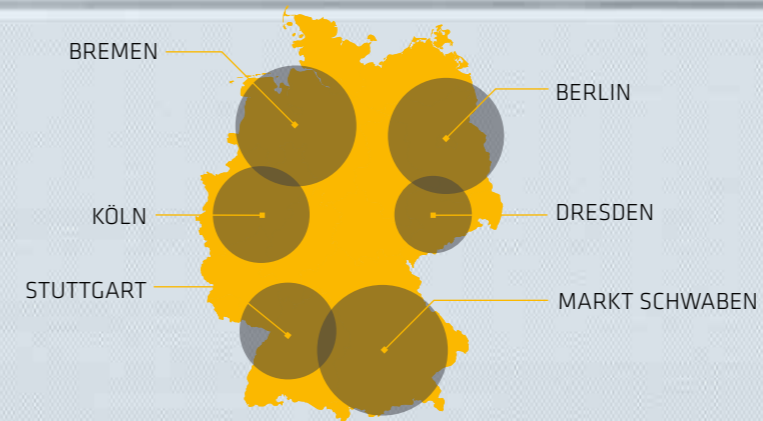 BREMEN
BERLIN
KÖLN
DRESDEN
STUTTGART
MARKT SCHWABEN